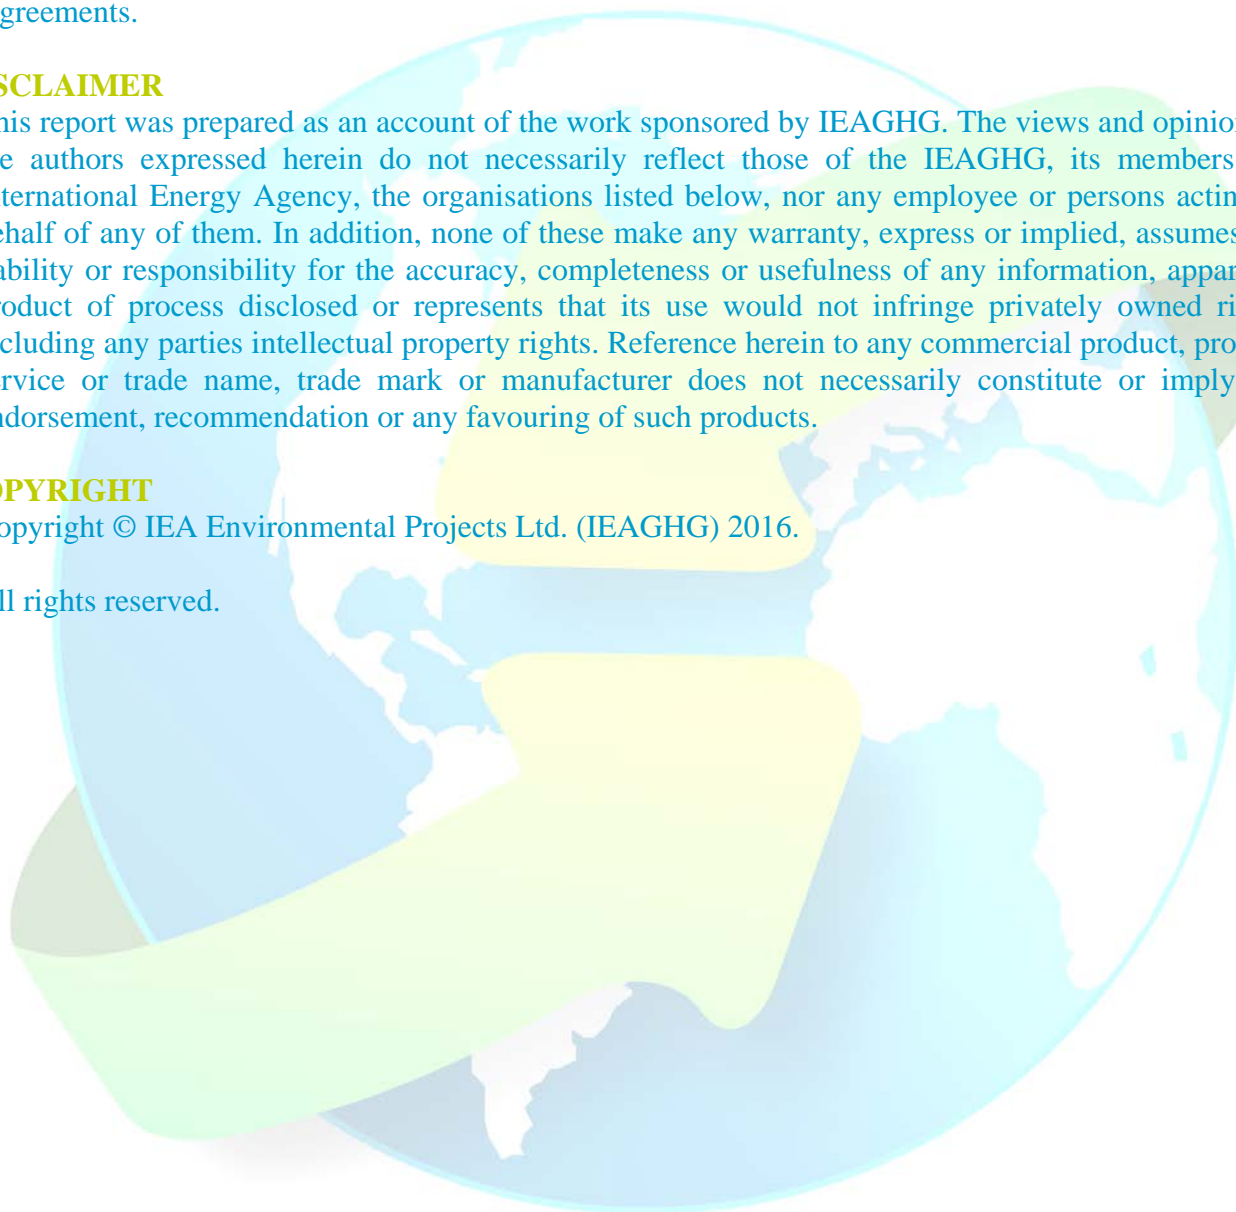 greements.
SCLAIMER
his report was prepared as an account of the work sponsored by IEAGHG. The views and opinion
e authors expressed herein do not necessarily reflect those of the IEAGHG, its members
nternational Energy Agency, the organisations listed below, nor any employee or persons actin
ehalf of any of them. In addition, none of these make any warranty, express or implied, assumes
ability or responsibility for the accuracy, completeness or usefulness of any information, appar
roduct of process disclosed or represents that its use would not infringe privately owned ri
cluding any parties intellectual property rights. Reference herein to any commercial product, pro
ervice or trade name, trade mark or manufacturer does not necessarily constitute or imply
ndorsement, recommendation or any favouring of such products.
OPYRIGHT
opyright © IEA Environmental Projects Ltd. (IEAGHG) 2016.
ll rights reserved.